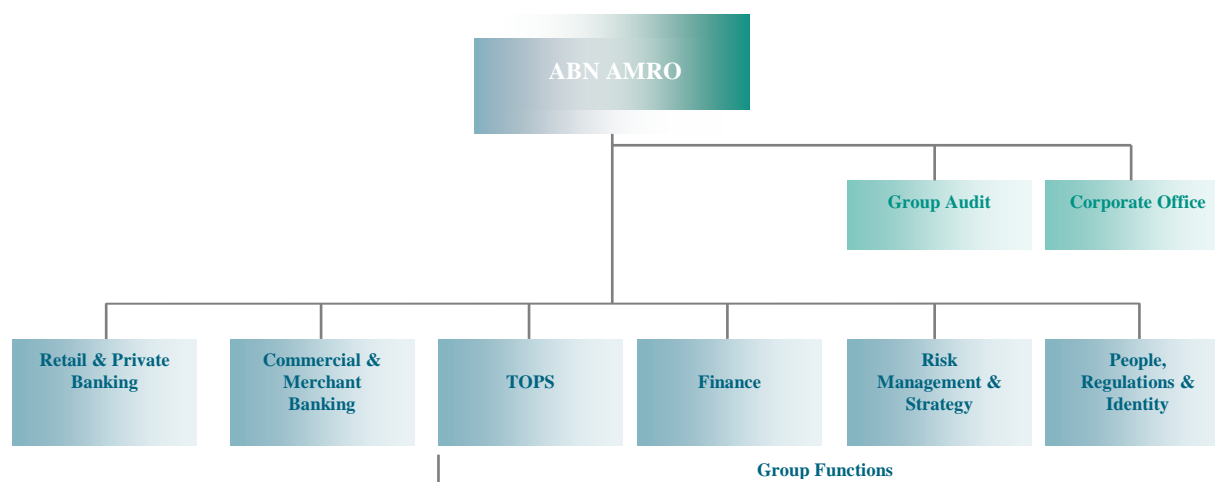 ABN AMRO
Group Audit
Corporate Office
Retail & Private
Banking
Commercial &
Merchant
Banking
TOPS
Finance
Risk
Management &
Strategy
People,
Regulations &
Identity
Group Functions